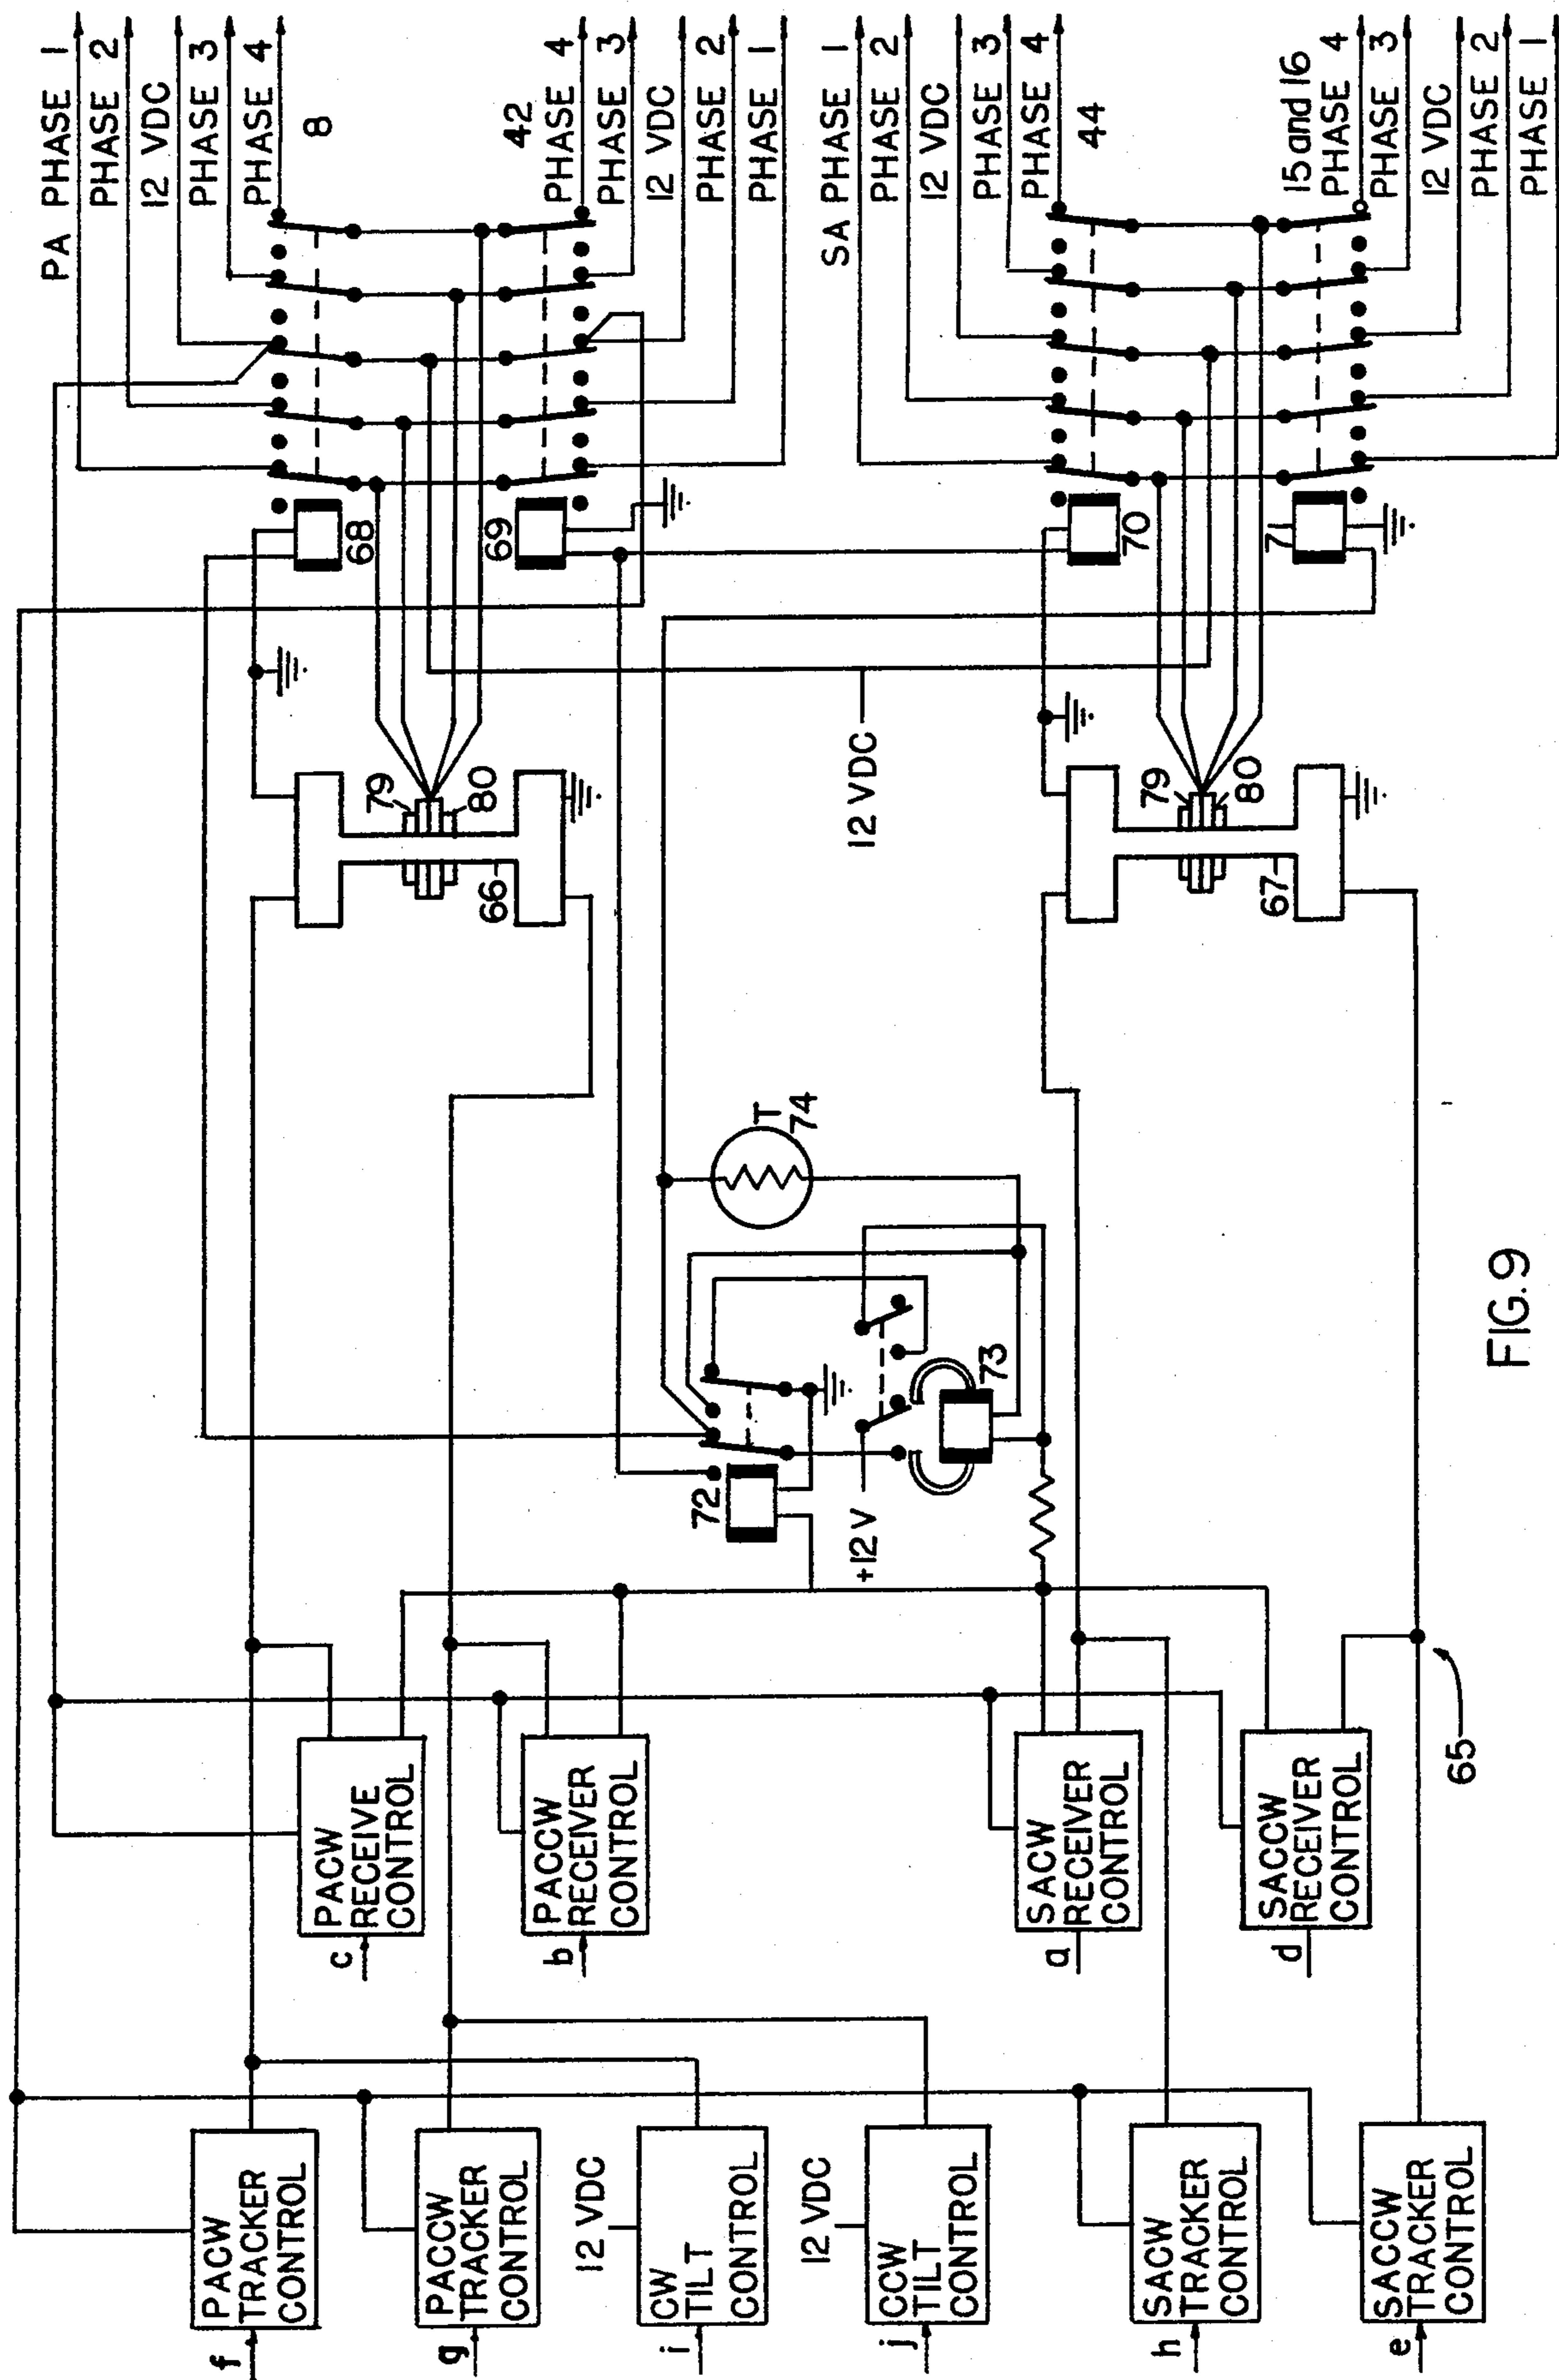 PA PHASE 1
PHASE 2
12 VDC
PHASE 3
PHASE 4
8
42
PHASE 4
PHASE 3
12 VDC
PHASE 2
PHASE 1
SA PHASE 1
PHASE 2
12 VDC
PHASE 3
PHASE 4
44
15 and 16
PHASE 4
PHASE 3
12 VDC
PHASE 2
PHASE 1
68
69
70
71
79
80
66
12 VDC
79
80
67
T
74
73
72
+12 V
PACW
RECEIVE
CONTROL
c
PACCW
RECEIVER
CONTROL
b
SACW
RECEIVER
CONTROL
a
SACCW
RECEIVER
CONTROL
d
65
PACW
TRACKER
CONTROL
f
PACCW
TRACKER
CONTROL
g
12 VDC
CW
TILT
CONTROL
i
12 VDC
CCW
TILT
CONTROL
j
SACW
TRACKER
CONTROL
h
SACCW
TRACKER
CONTROL
e
FIG. 9